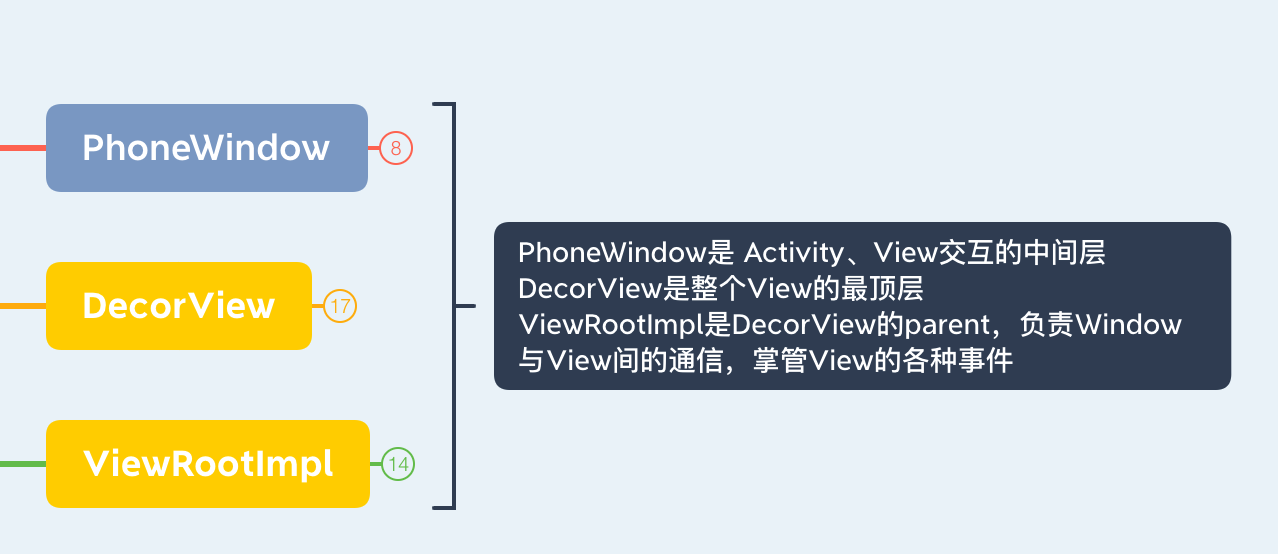 PhoneWindow
8
PhoneWindow是 Activity、View交互的中间层
DecorView是整个View的最顶层
ViewRootImpl是DecorView的parent，负责Window
与View间的通信，掌管View的各种事件
DecorView
17
ViewRootImpl
14